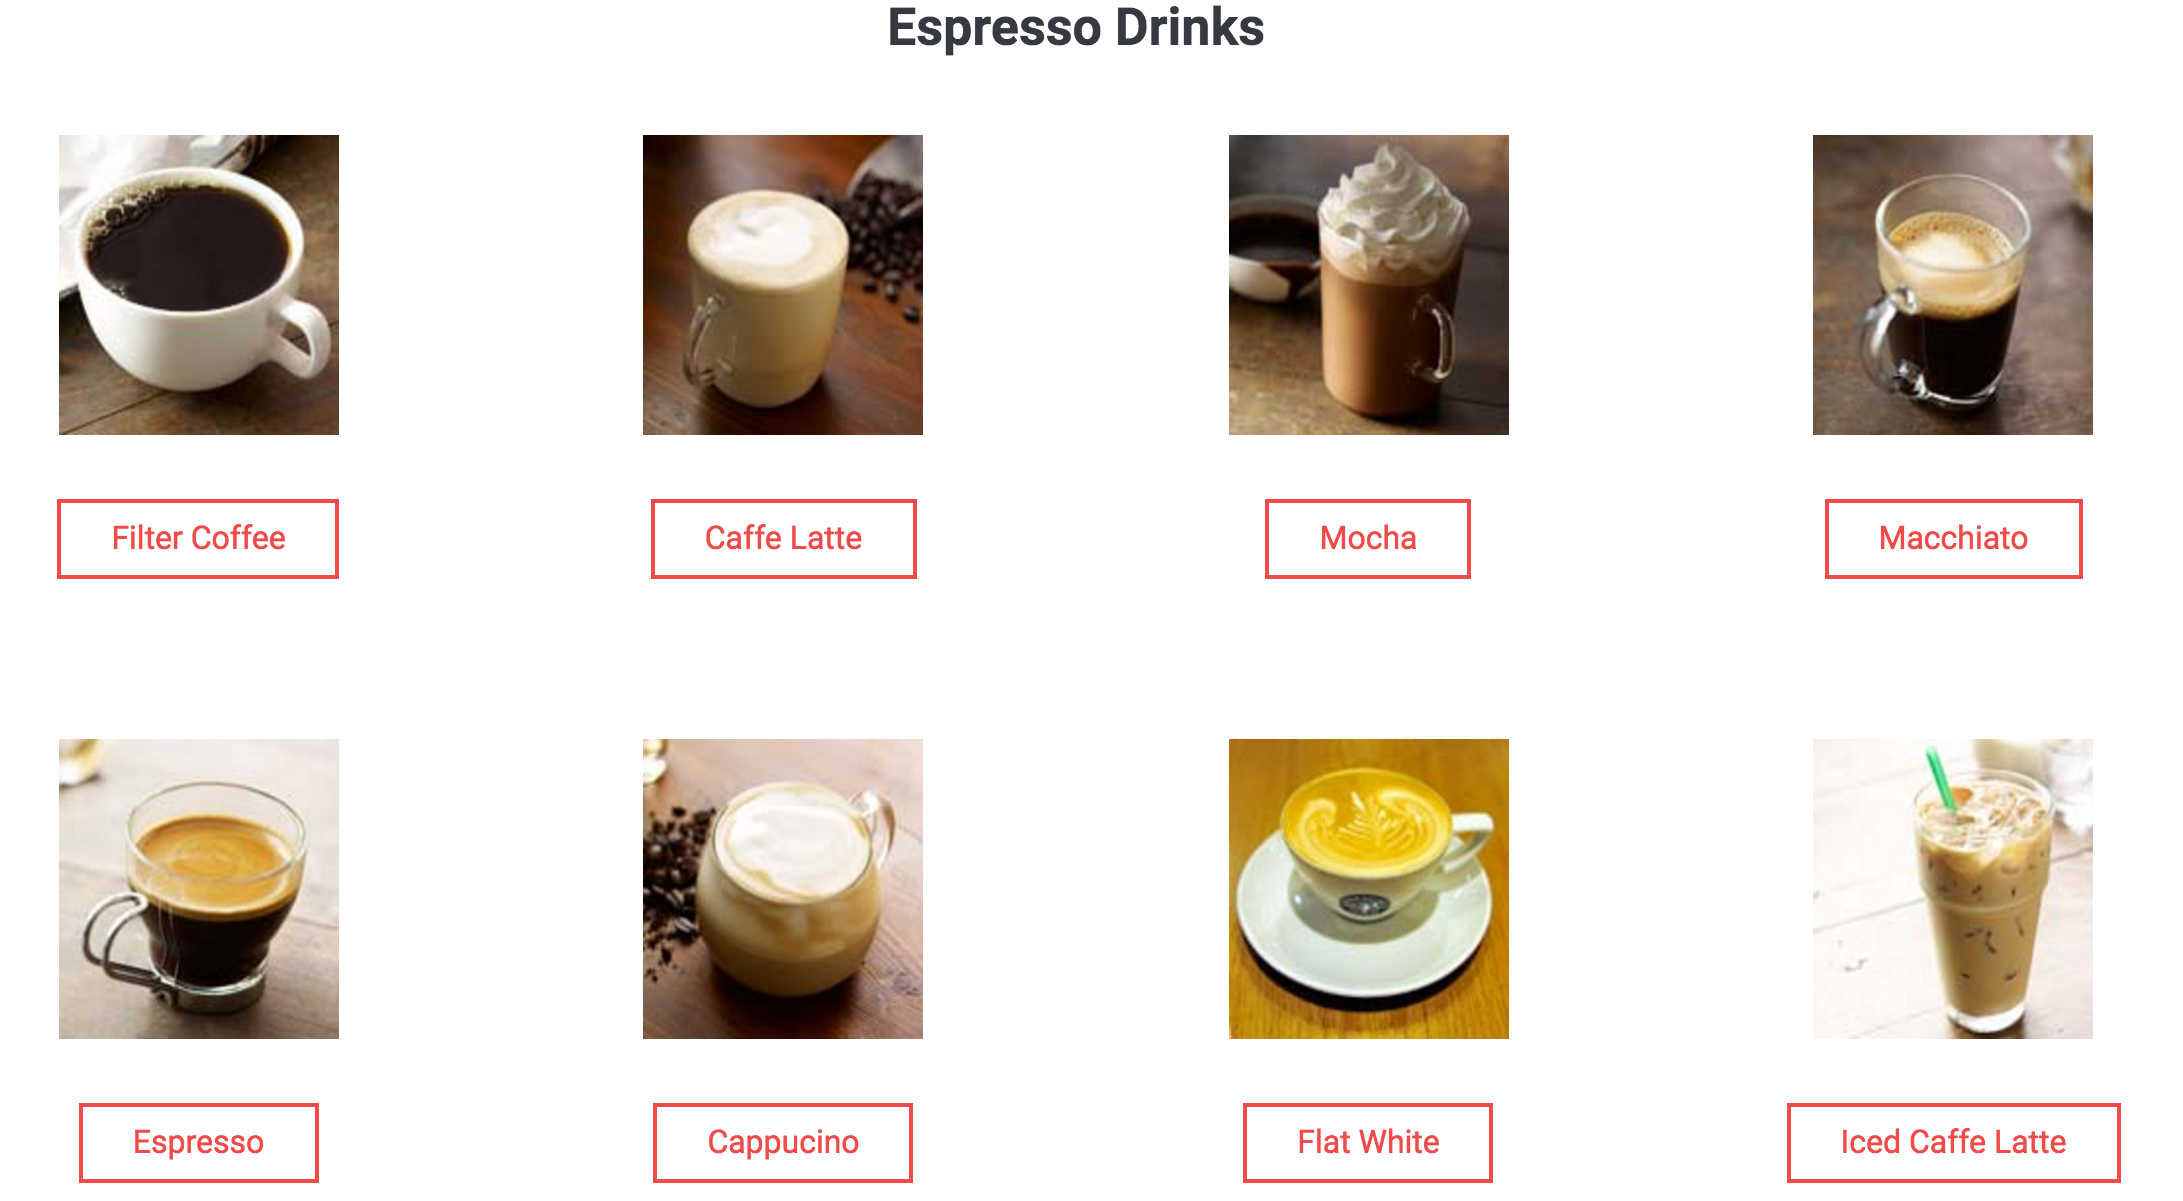 Espresso Drinks
Filter Coffee
Caffe Latte
Mocha
Macchiato
Espresso
Cappucino
Flat White
Iced Caffe Latte